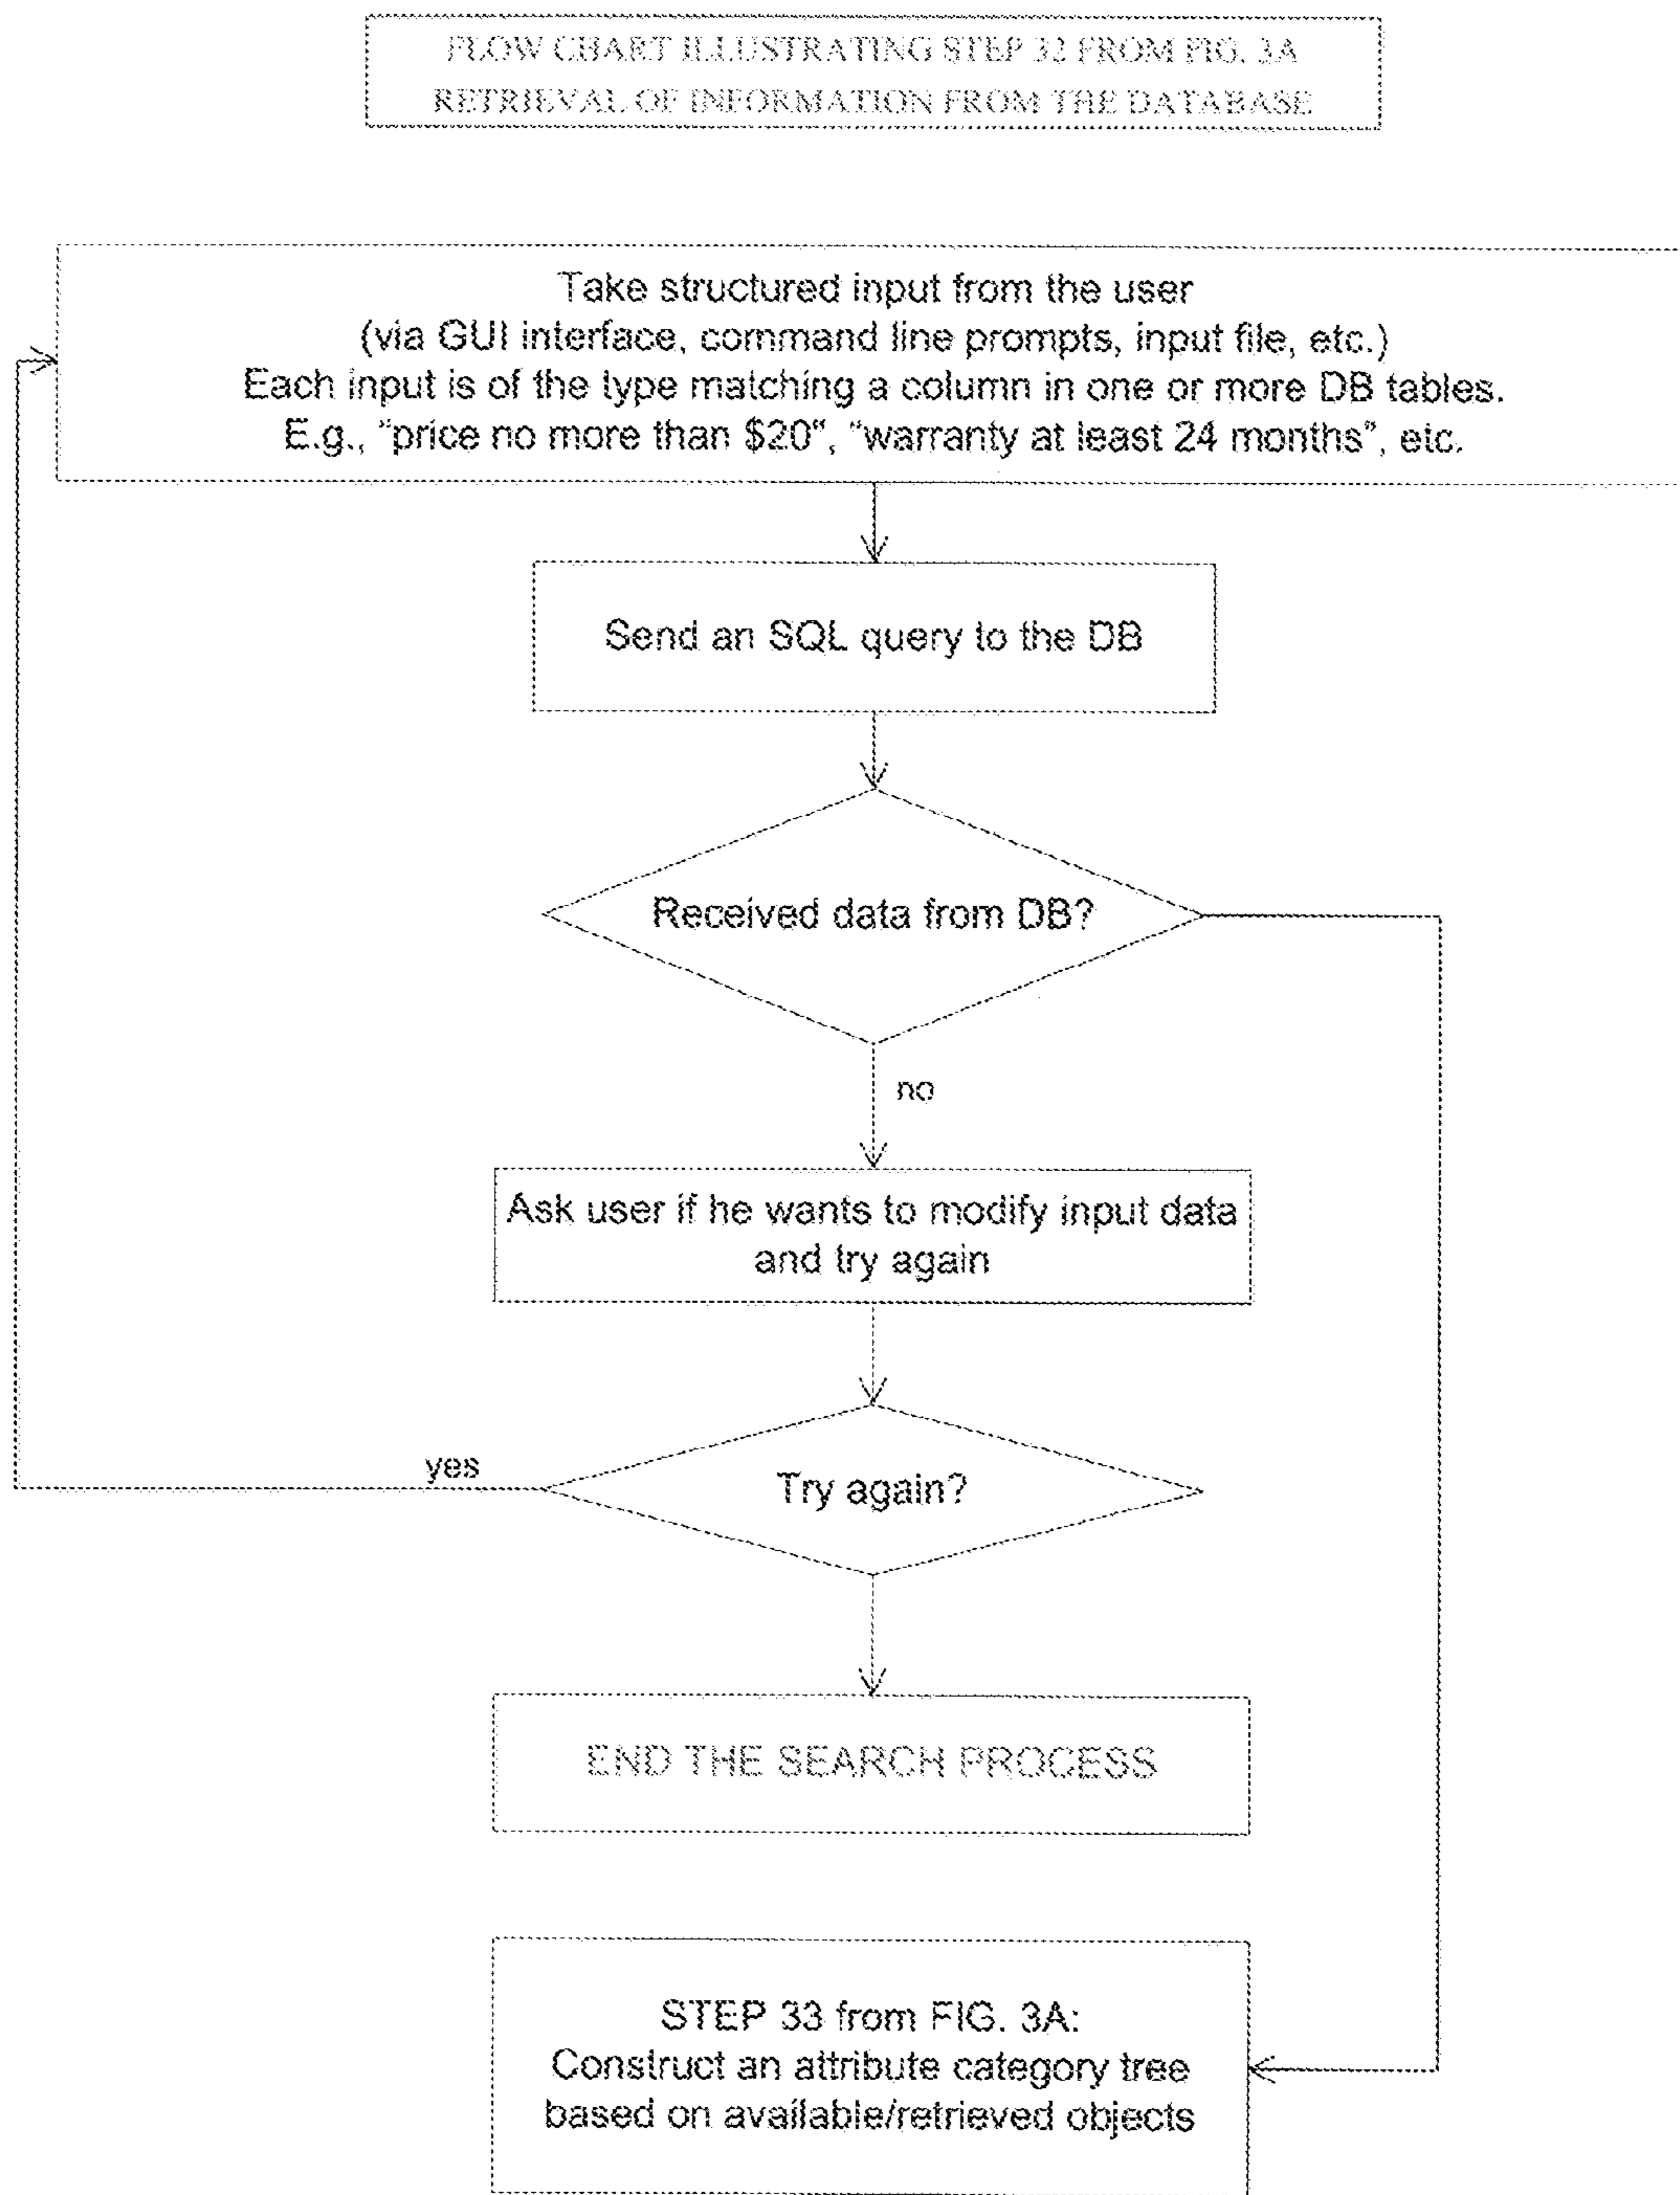 FLOW CHART ILLUSTRATING STEP 32 FROM FIG. 3A
RETRIEVAL OF INFORMATION FROM THE DATABASE
Take structured input from the user
(via GUI interface, command line prompts, input file, etc.)
Each input is of the type matching a column in one or more DB tables.
E.g., "price no more than $20", "warranty at least 24 months", etc.
Send an SQL query to the DB
Received data from DB?
no
Ask user if he wants to modify input data
and try again
yes
Try again?
END THE SEARCH PROCESS
STEP 33 from FIG. 3A:
Construct an attribute category tree
based on available/retrieved objects